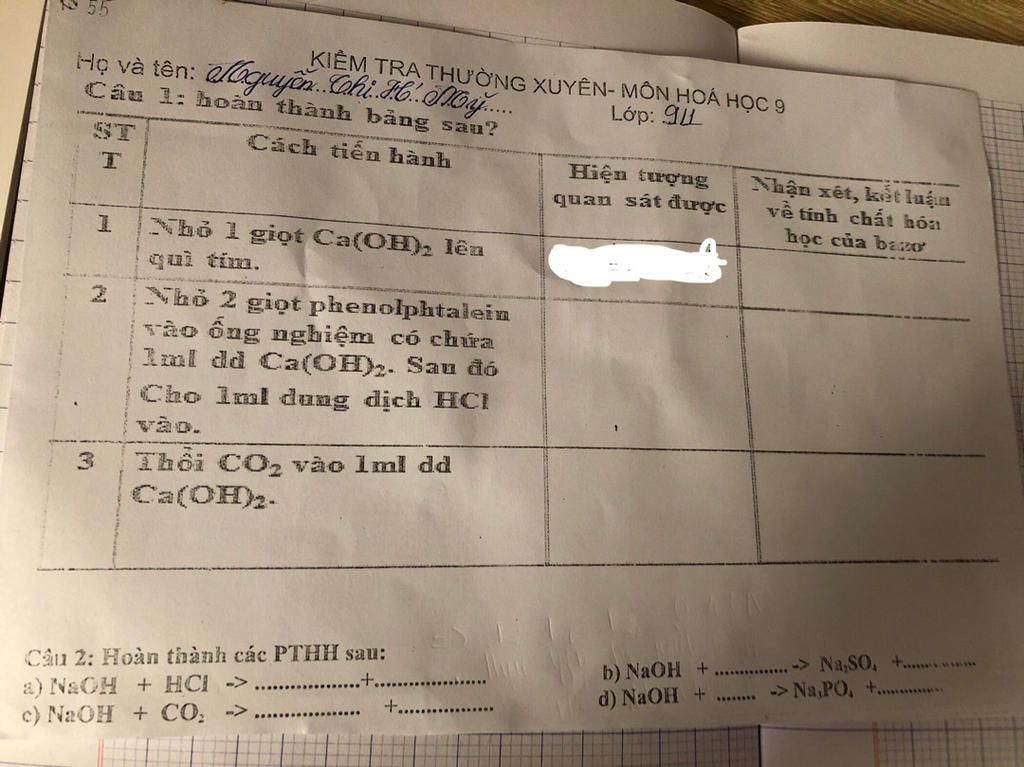 55
KIỂM TRA THƯỜNG XUYÊN- MÔN HOÁ HỌC 9
Họ và tên: Nguyễn..Thị..H..Mỹ..... Lớp: 9
Câu 1: hoàn thành bảng sau?
ST
T
Cách tiến hành
Hiện tượng
quan sát được
Nhận xét, kết luận
về tính chất hóa
học của bazơ
1
Nhỏ 1 giọt Ca(OH)₂ lên
quì tím.
2
Nhỏ 2 giọt phenolphtalein
vào ống nghiệm có chứa
1ml dd Ca(OH)₂. Sau đó
Cho 1ml dung dịch HCl
vào.
3
Thổi CO₂ vào 1ml dd
Ca(OH)₂.
Câu 2: Hoàn thành các PTHH sau:
a) NaOH + HCl -> ...................+....................
b) NaOH + .............. -> Na₂SO₄ +..............
c) NaOH + CO₂ -> ................... +.................
d) NaOH + ........ -> Na₃PO₄ +.............